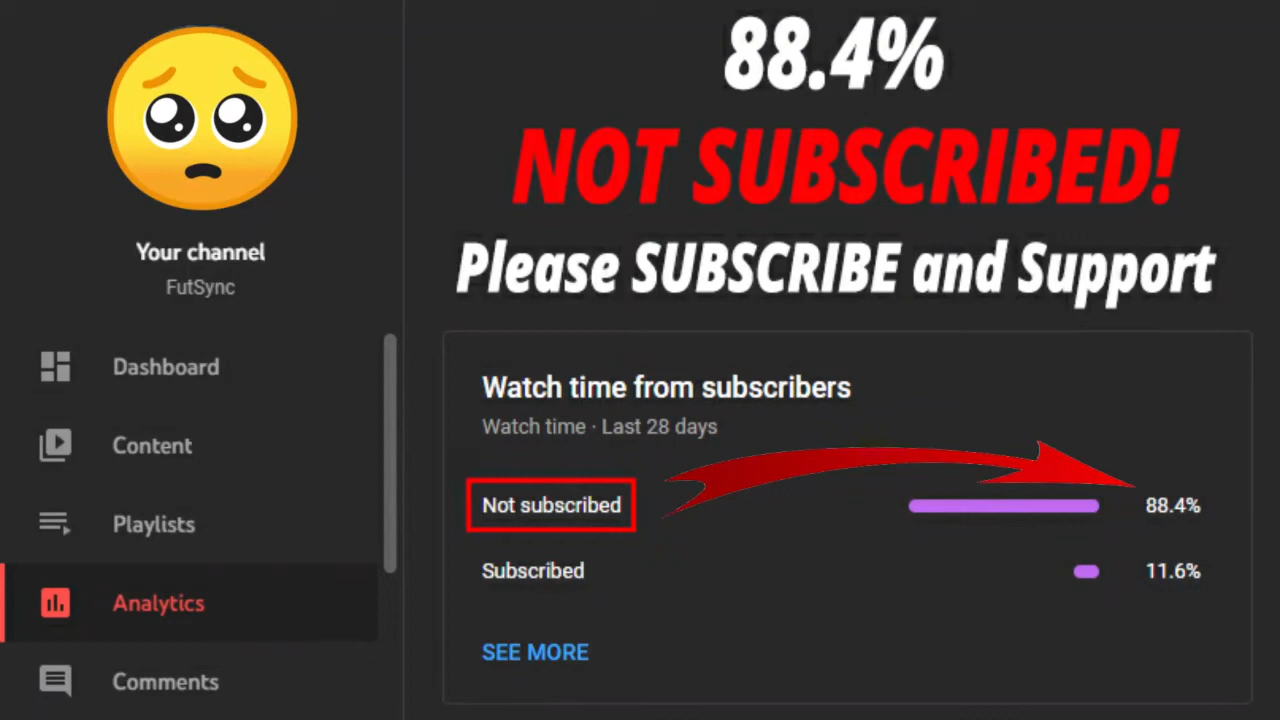 88.4%
NOT SUBSCRIBED!
Please SUBSCRIBE and Support
Your channel
FutSync
Dashboard
Content
Playlists
Analytics
Comments
Watch time from subscribers
Watch time · Last 28 days
Not subscribed 88.4%
Subscribed 11.6%
SEE MORE